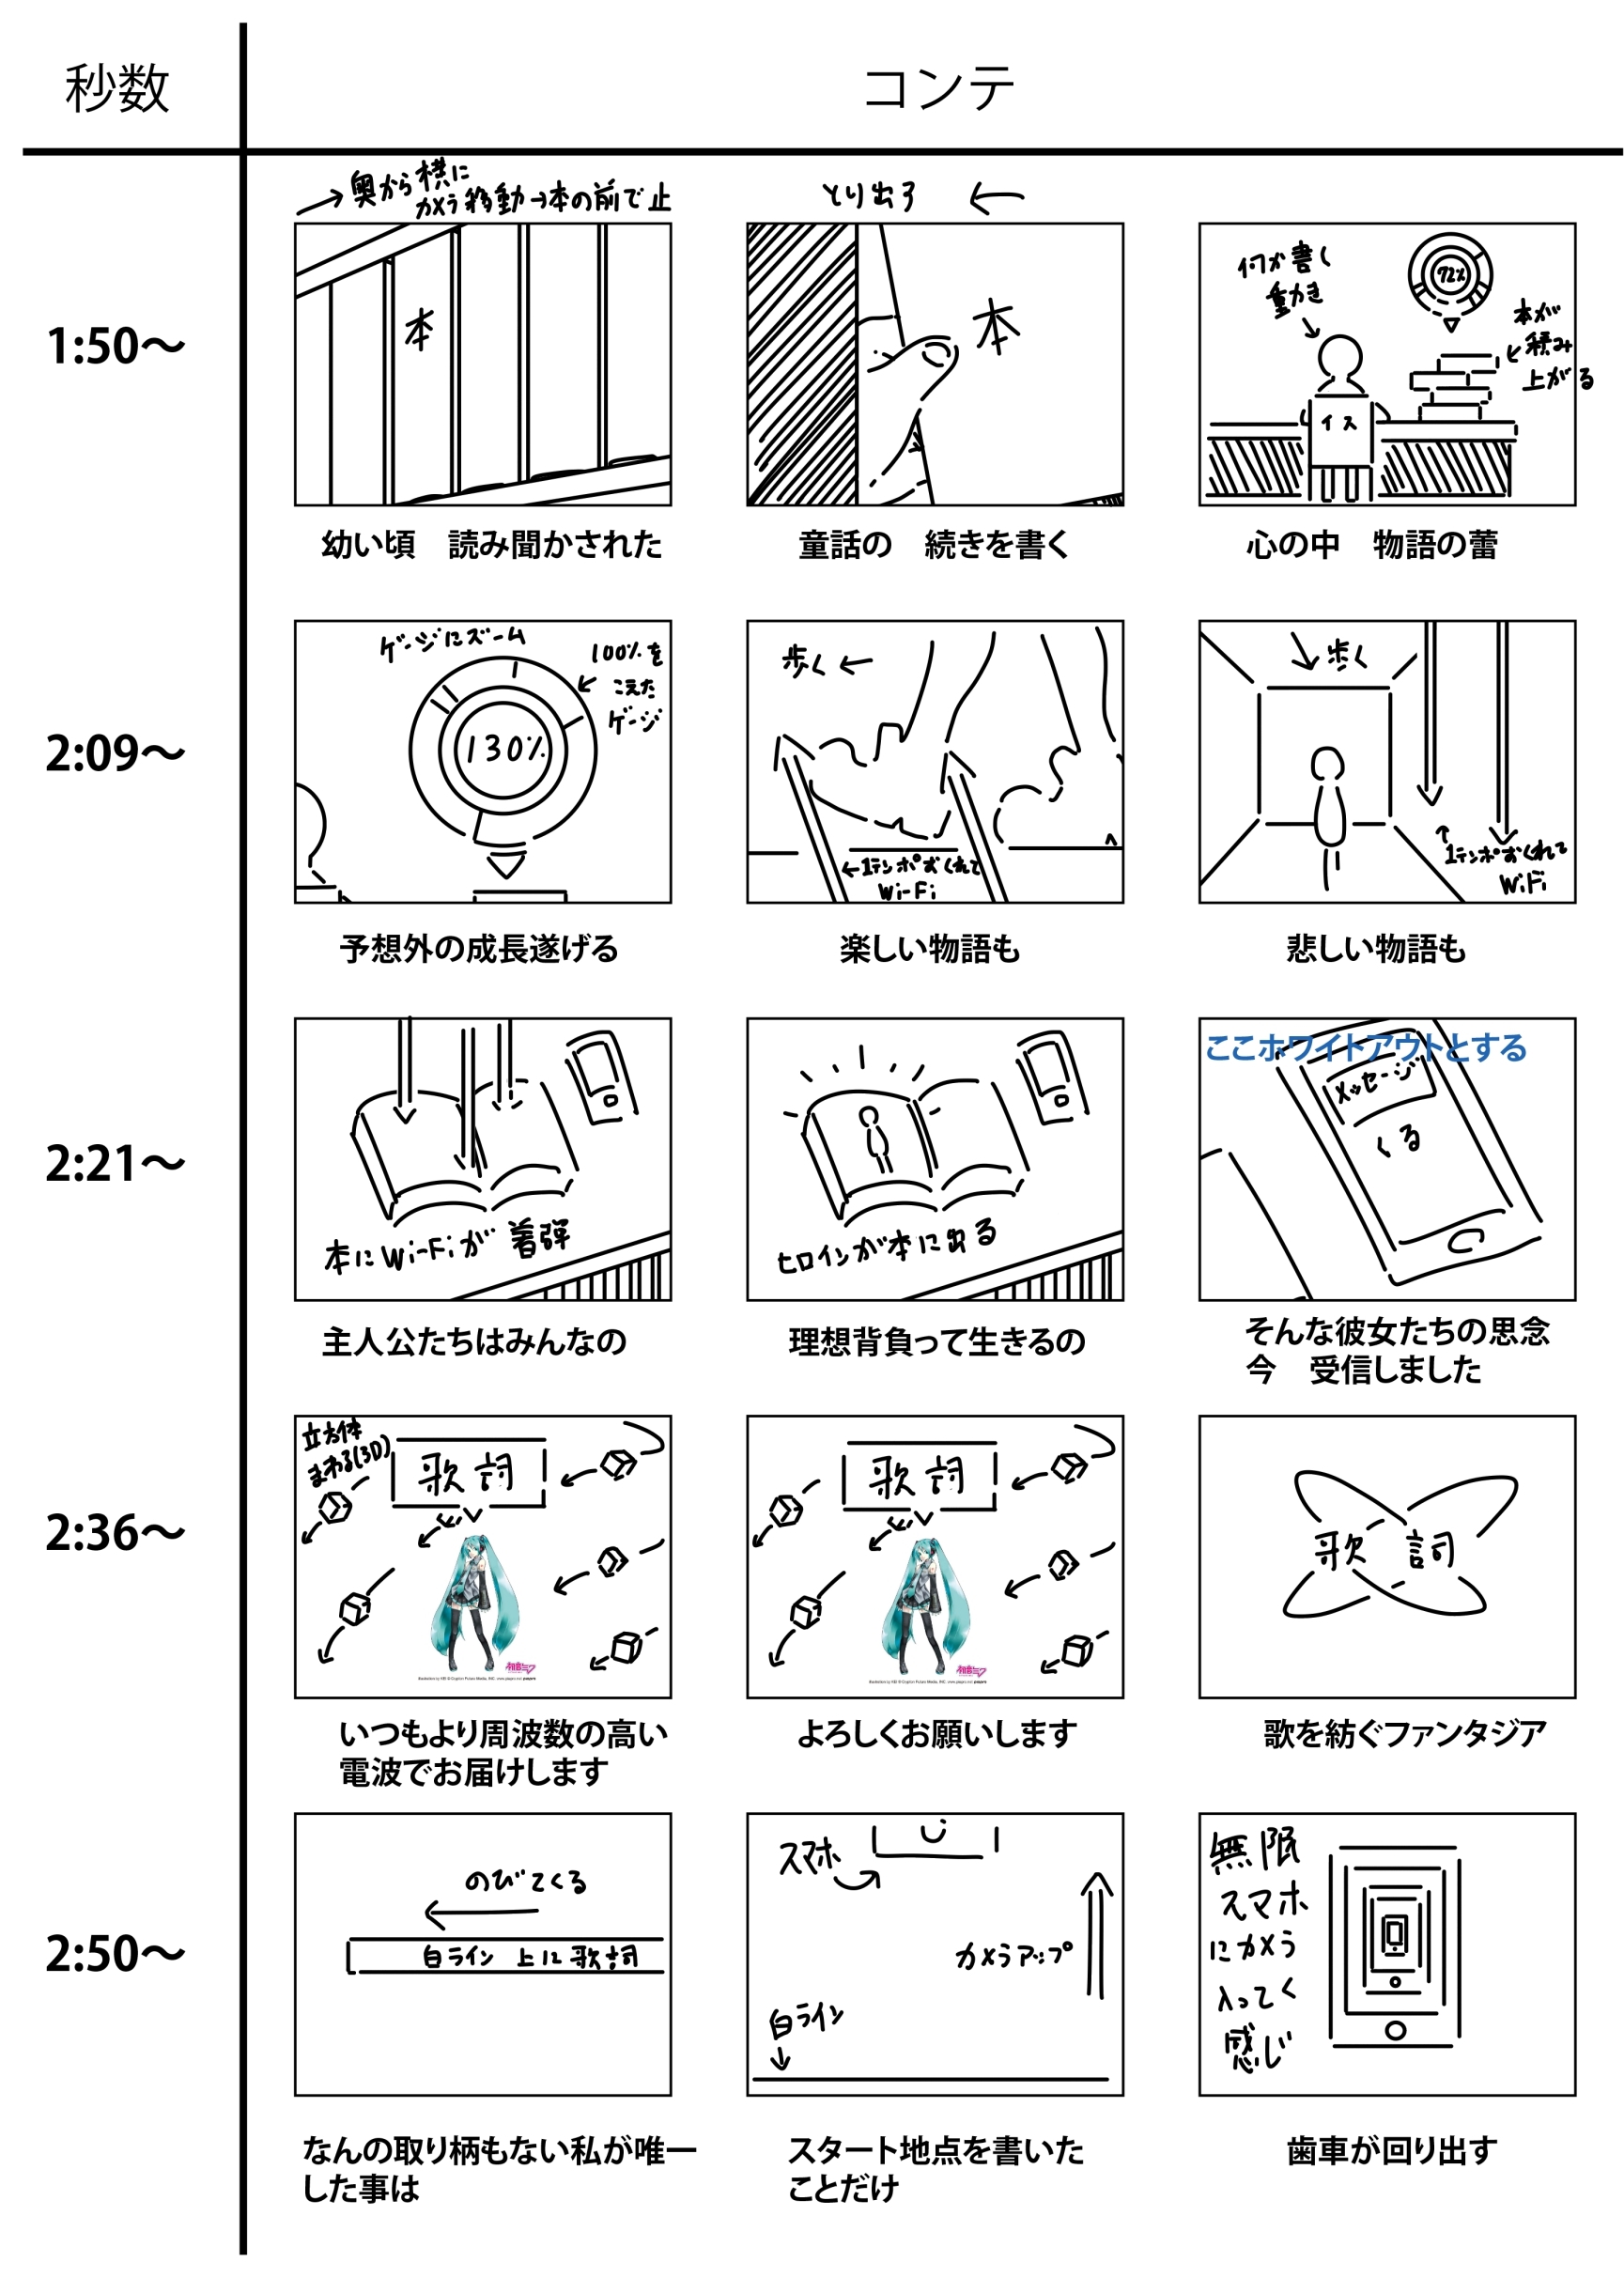 秒数
コンテ
1:50～
→奥から横に
カメラ移動→本の前で止
本
幼い頃　読み聞かされた
とり出す ←
本
童話の　続きを書く
何か書く
動き
72%
本が
積み
上がる
イス
心の中　物語の蕾
2:09～
ゲージにズーム
100%を
こえた
ゲージ
130%
予想外の成長遂げる
歩く ←
←1テンポおくれて
Wi-Fi
楽しい物語も
歩く
1テンポおくれて
WiFi
悲しい物語も
2:21～
本にWi-Fiが着弾
主人公たちはみんなの
ヒロインが本に出る
理想背負って生きるの
ここホワイトアウトとする
メッセージ
くる
そんな彼女たちの思念
今　受信しました
2:36～
立方体
まわる(3D)
歌詞
初音ミク
いつもより周波数の高い
電波でお届けします
歌詞
初音ミク
よろしくお願いします
歌 詞
歌を紡ぐファンタジア
2:50～
のびてくる
白ライン 上に歌詞
なんの取り柄もない私が唯一
した事は
スマホ
カメラアップ
白ライン
スタート地点を書いた
ことだけ
無限
スマホ
にカメラ
入ってく
感じ
歯車が回り出す